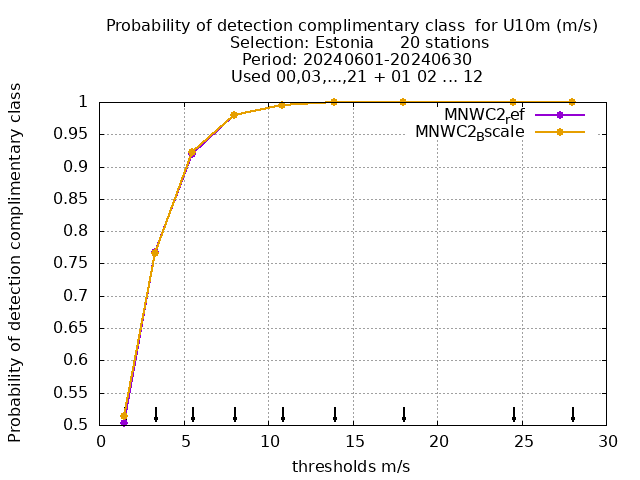 Probability of detection complimentary class  for U10m (m/s)
Selection: Estonia     20 stations
Period: 20240601-20240630
Used 00,03,...,21 + 01 02 ... 12
Probability of detection complimentary class
1
0.95
0.9
0.85
0.8
0.75
0.7
0.65
0.6
0.55
0.5
MNWC2ref
MNWC2Bscale
0 5 10 15 20 25 30
thresholds m/s